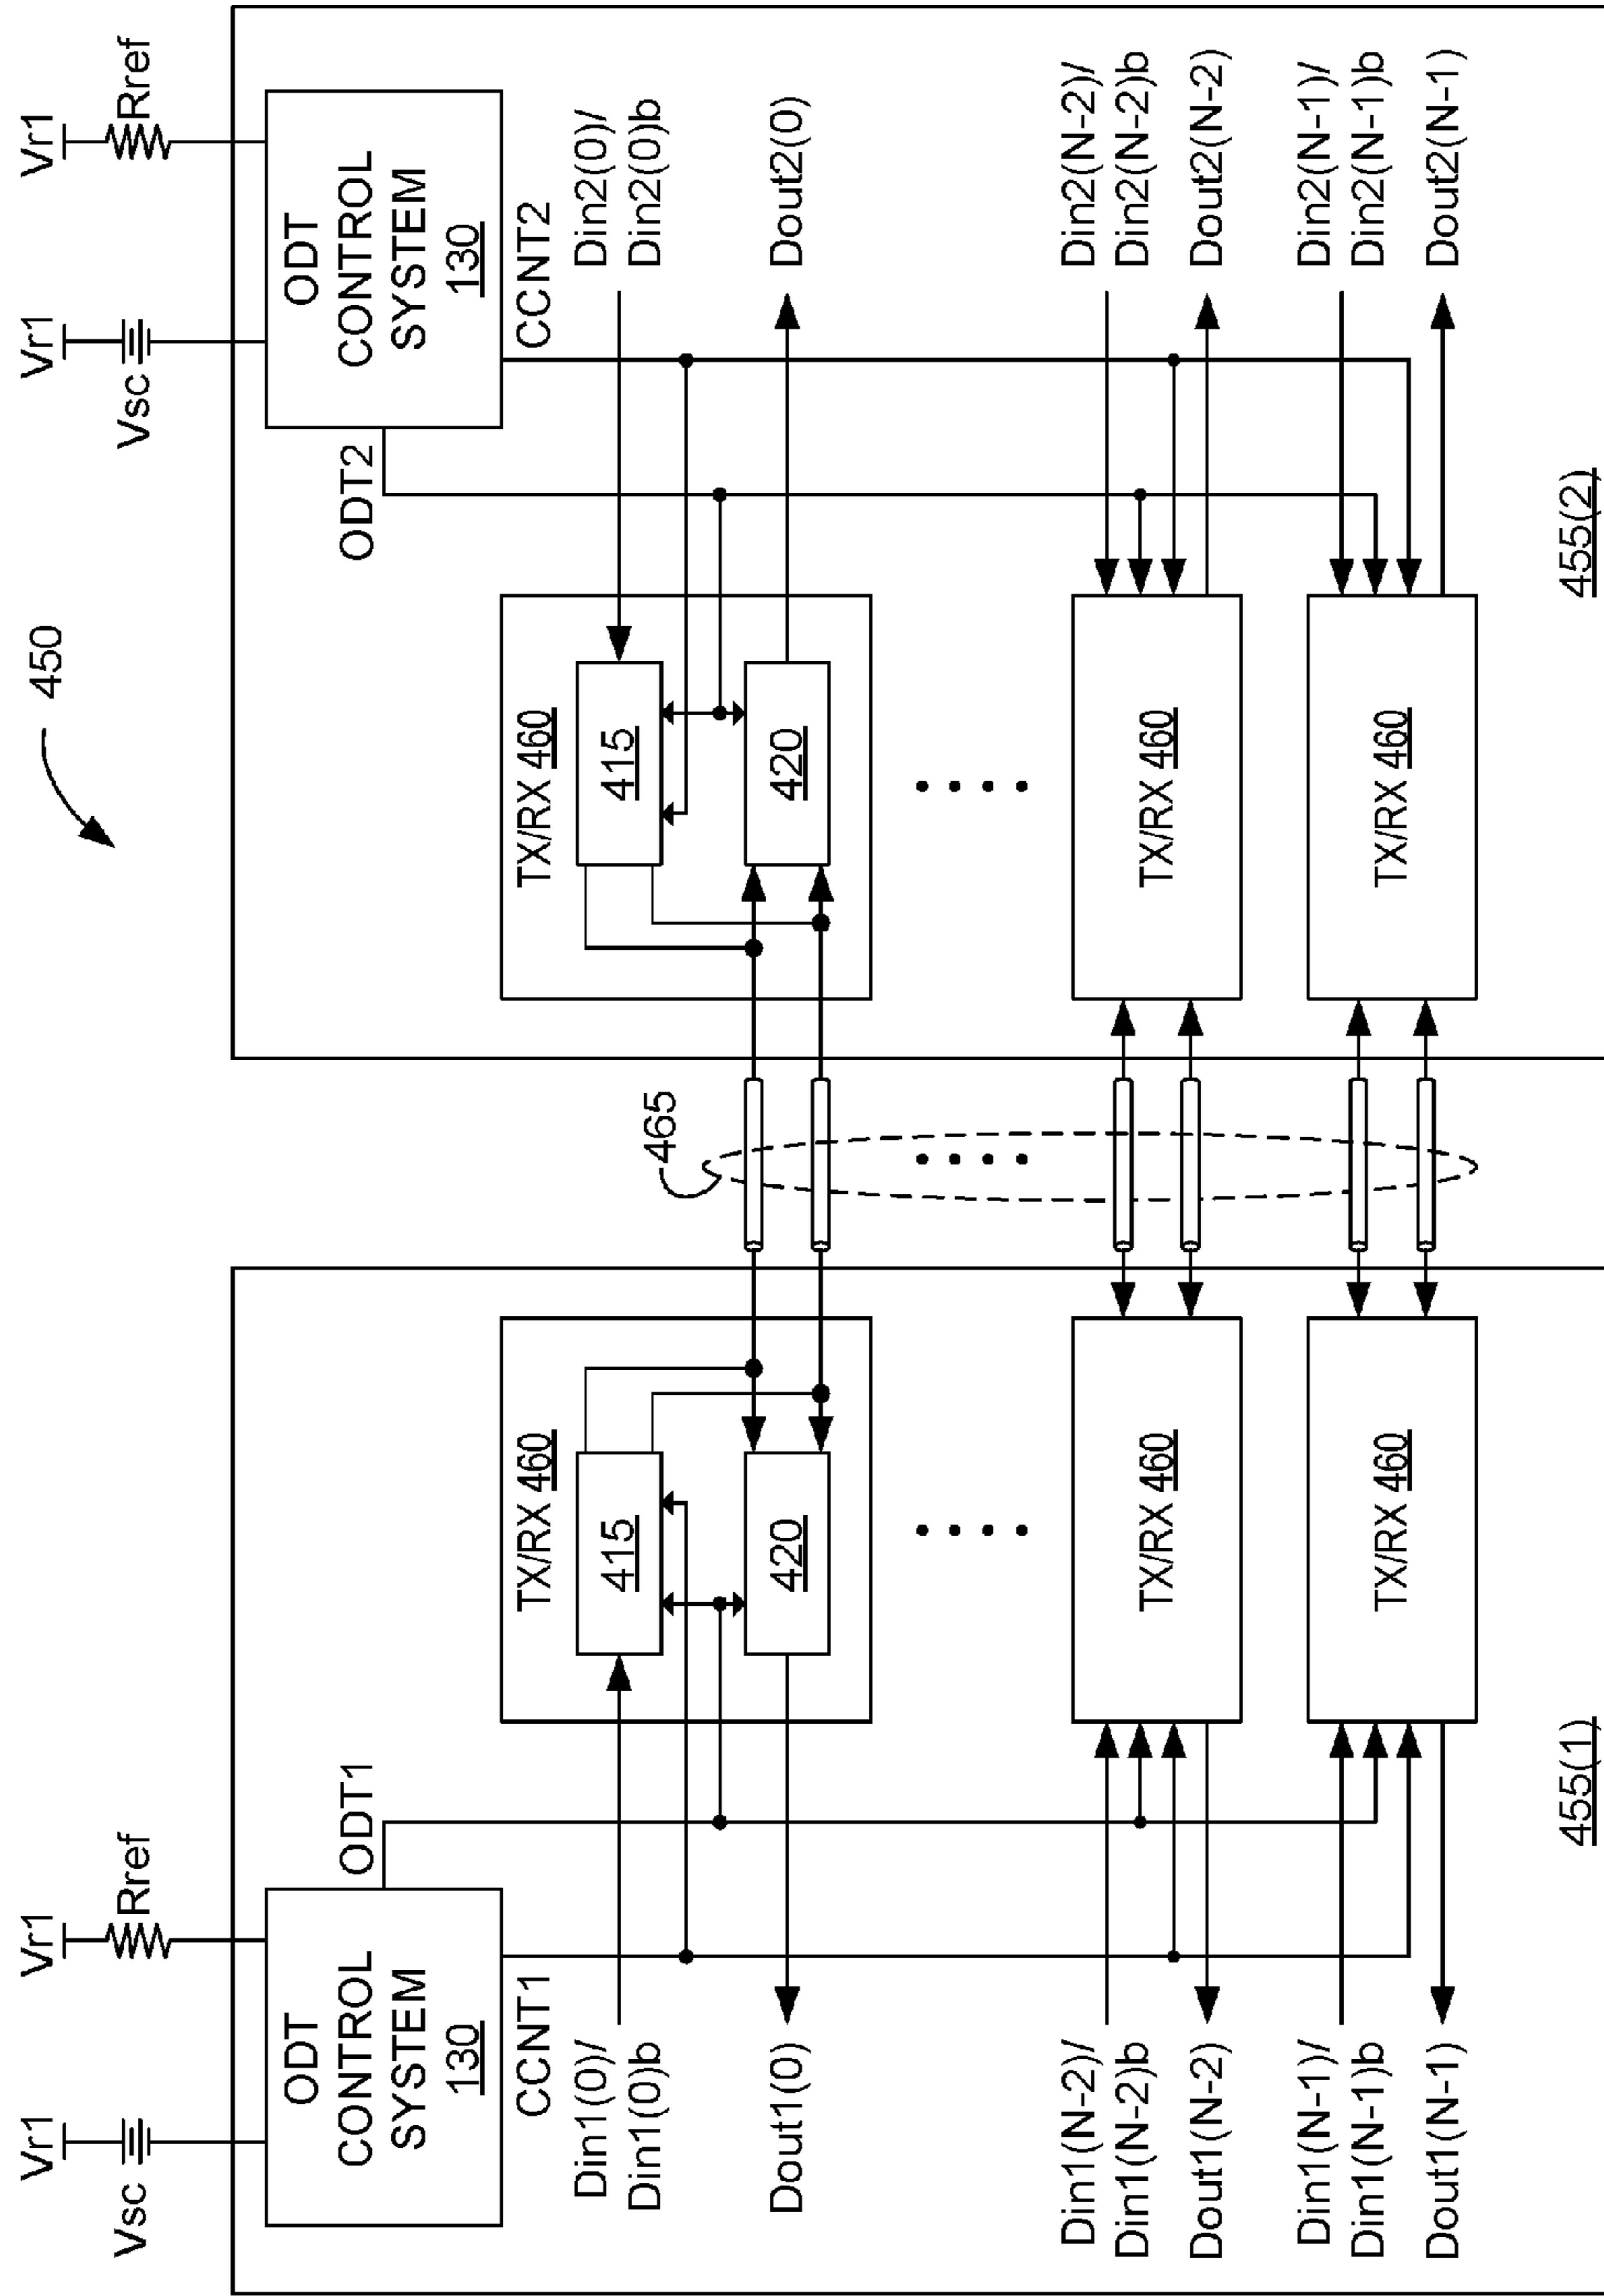 450
Vr1
Vr1
Vsc
Rref
ODT
CONTROL
SYSTEM
130
ODT1
CCNT1
Din1(0)/
Din1(0)b
Dout1(0)
TX/RX 460
415
420
Din1(N-2)/
Din1(N-2)b
Dout1(N-2)
TX/RX 460
Din1(N-1)/
Din1(N-1)b
Dout1(N-1)
TX/RX 460
455(1)
465
Vr1
Vr1
Vsc
Rref
ODT
CONTROL
SYSTEM
130
ODT2
CCNT2
TX/RX 460
415
420
Din2(0)/
Din2(0)b
Dout2(0)
TX/RX 460
Din2(N-2)/
Din2(N-2)b
Dout2(N-2)
TX/RX 460
Din2(N-1)/
Din2(N-1)b
Dout2(N-1)
455(2)